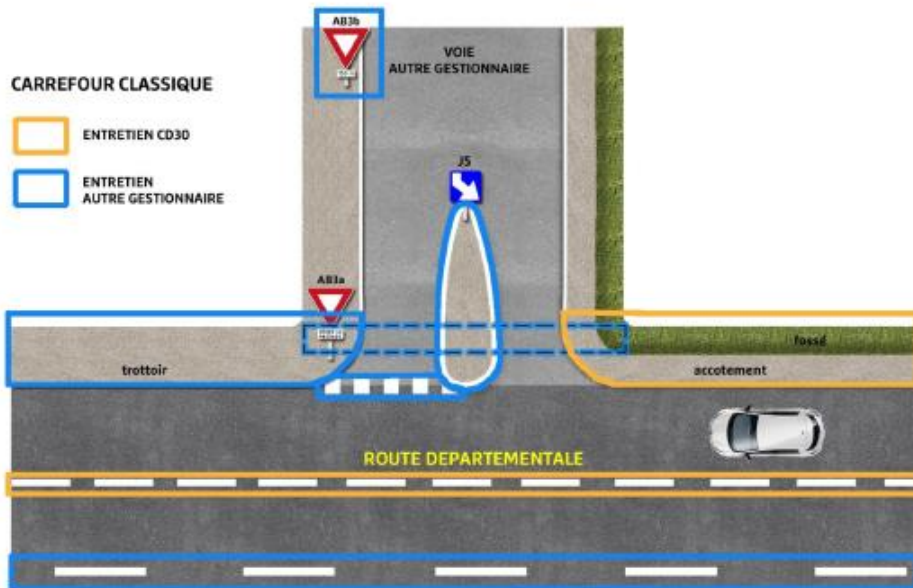 AB3b
VOIE
AUTRE GESTIONNAIRE
CARREFOUR CLASSIQUE
ENTRETIEN CD30
ENTRETIEN
AUTRE GESTIONNAIRE
J5
AB3a
fossé
trottoir
accotement
ROUTE DEPARTEMENTALE